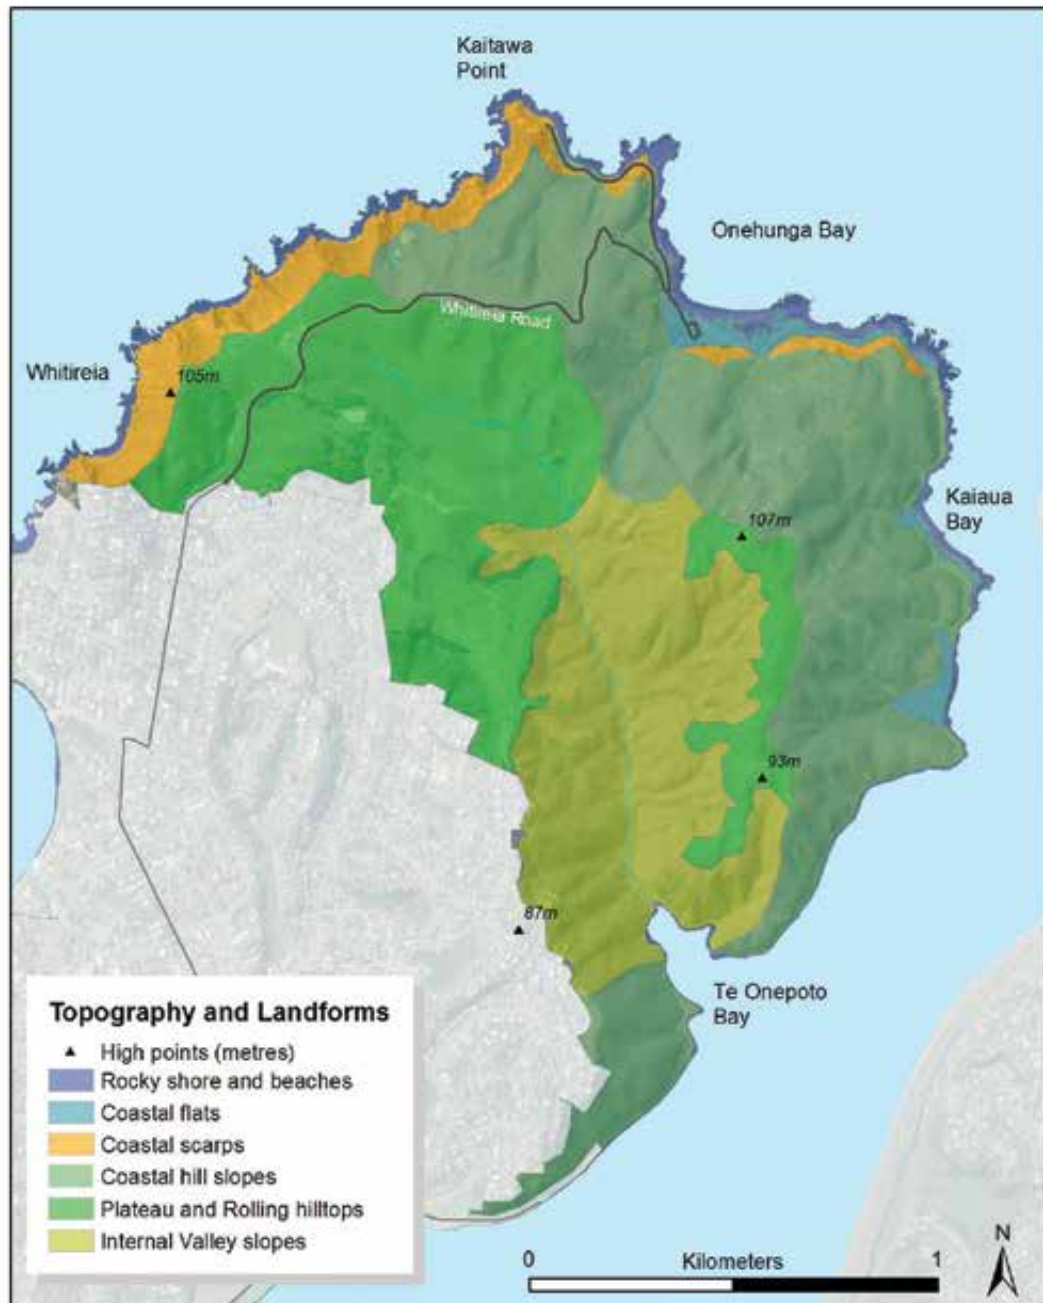 Kaitawa
Point
Onehunga Bay
Whitireia Road
Whitireia
105m
Kaiaua
Bay
107m
93m
87m
Te Onepoto
Bay
Topography and Landforms
High points (metres)
Rocky shore and beaches
Coastal flats
Coastal scarps
Coastal hill slopes
Plateau and Rolling hilltops
Internal Valley slopes
0 Kilometers 1
N